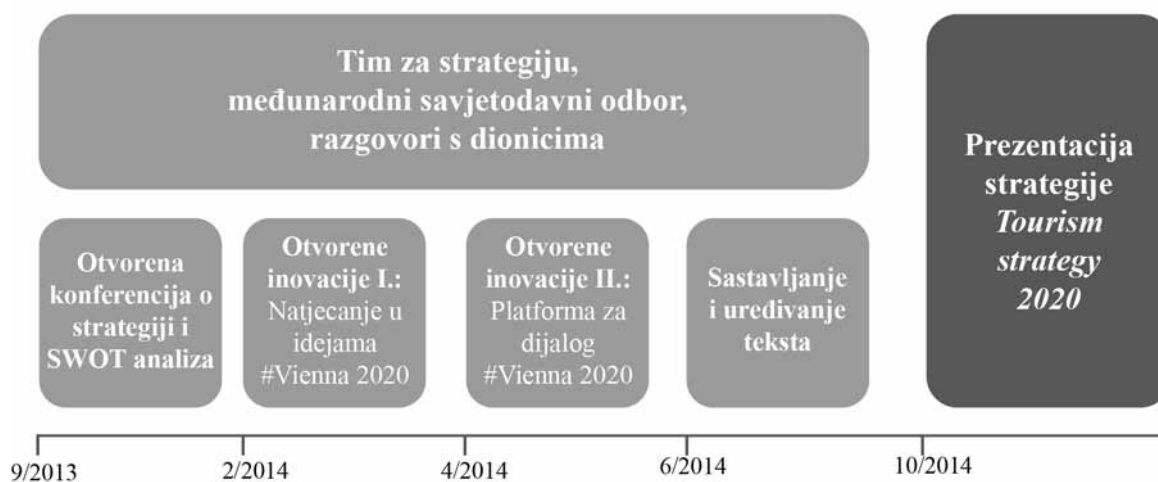 Tim za strategiju,
međunarodni savjetodavni odbor,
razgovori s dionicima
Otvorena
konferencija o
strategiji i
SWOT analiza
Otvorene
inovacije I.:
Natjecanje u
idejama
#Vienna 2020
Otvorene
inovacije II.:
Platforma za
dijalog
#Vienna 2020
Sastavljanje
i uređivanje
teksta
Prezentacija
strategije
Tourism
strategy
2020
9/2013
2/2014
4/2014
6/2014
10/2014